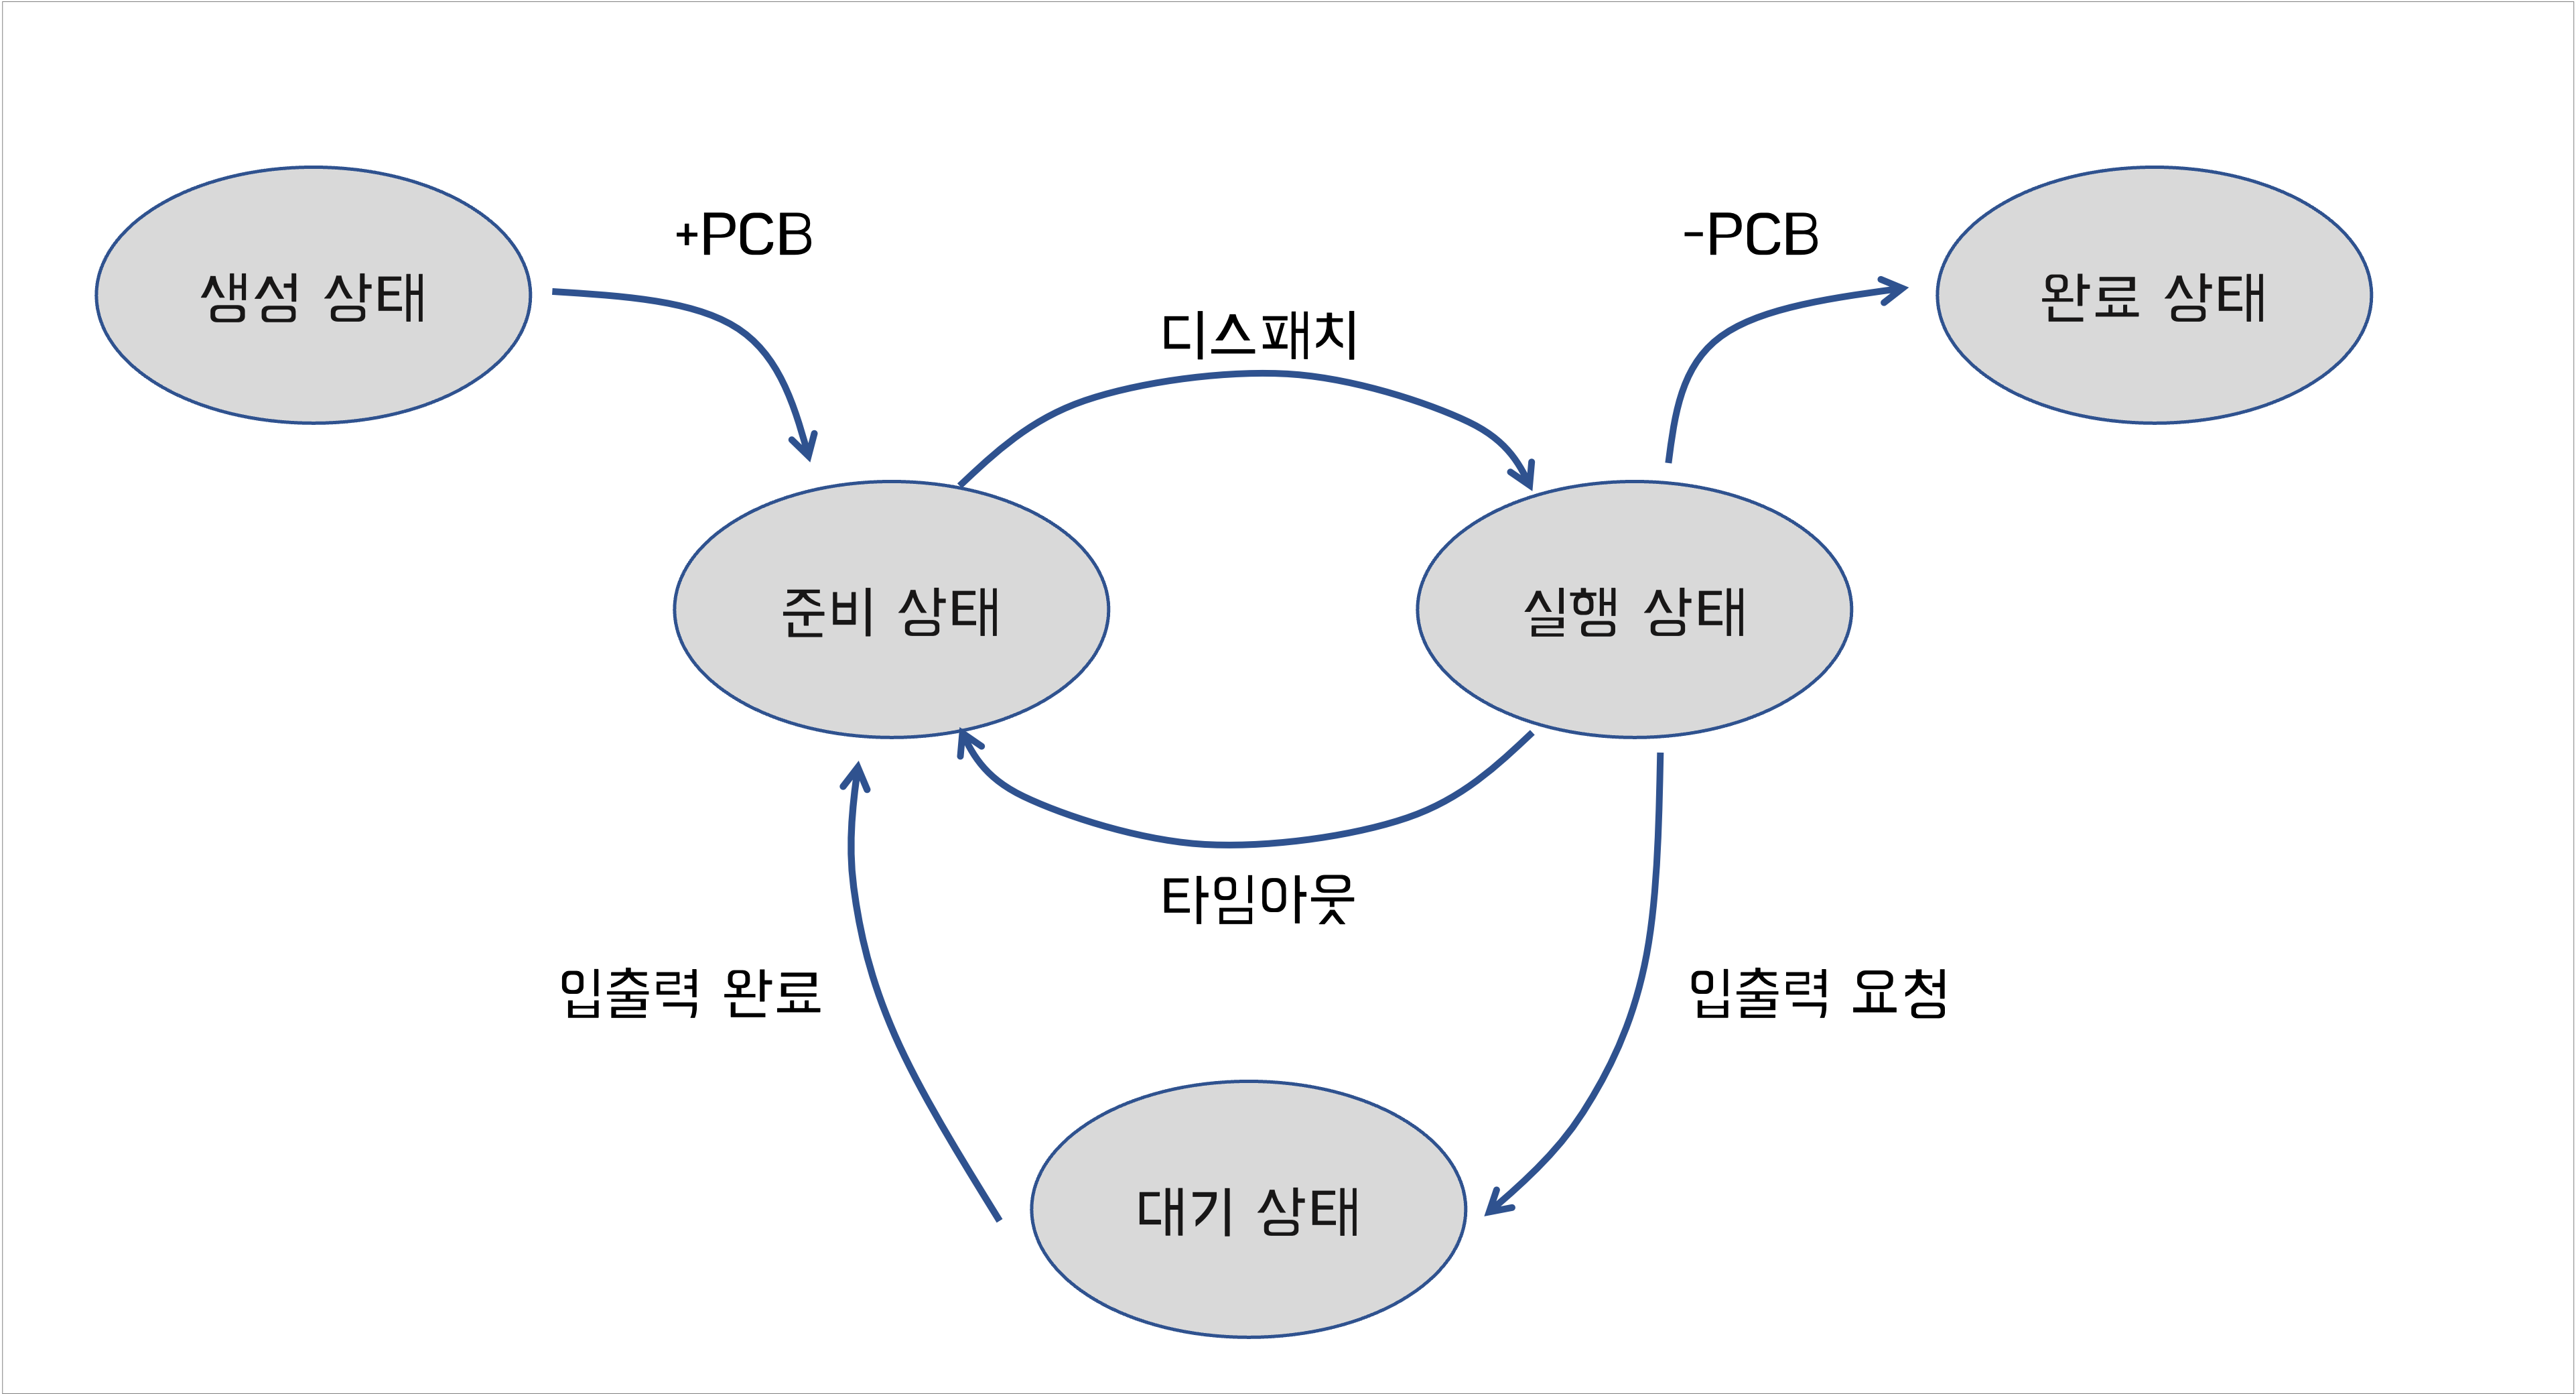 +PCB
-PCB
생성 상태
완료 상태
디스패치
준비 상태
실행 상태
타임아웃
입출력 완료
입출력 요청
대기 상태